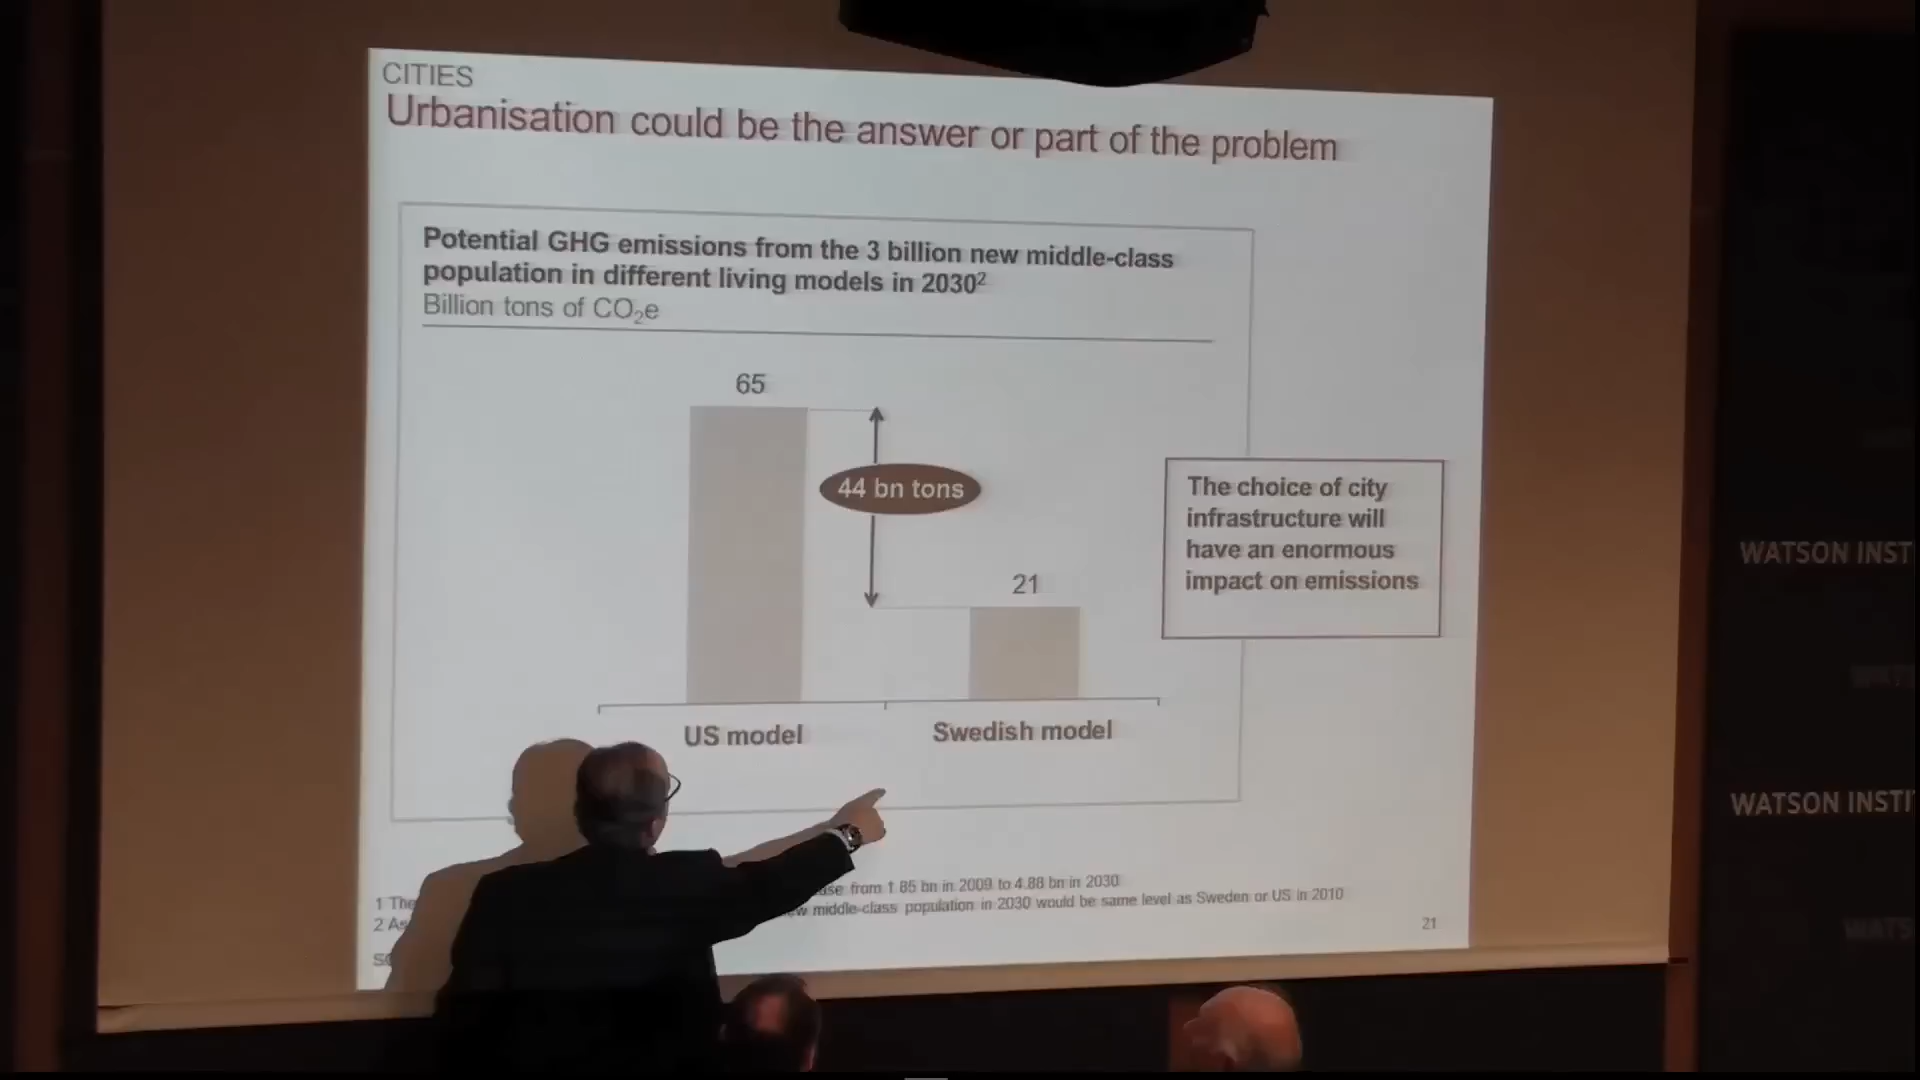 CITIES
Urbanisation could be the answer or part of the problem
Potential GHG emissions from the 3 billion new middle-class
population in different living models in 2030²
Billion tons of CO₂e
65
44 bn tons
21
The choice of city
infrastructure will
have an enormous
impact on emissions
US model
Swedish model
1 The
from 1.85 bn in 2009 to 4.88 bn in 2030
2
middle-class population in 2030 would be same level as Sweden or US in 2010
21
WATSON INST
WATSON INSTI